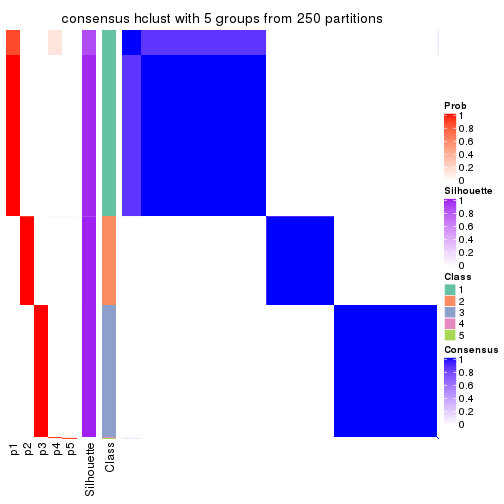 consensus hclust with 5 groups from 250 partitions
Prob
1
0.8
0.6
0.4
0.2
0
Silhouette
1
0.8
0.6
0.4
0.2
0
Class
1
2
3
4
5
Consensus
1
0.8
0.6
0.4
0.2
0
p1
p2
p3
p4
p5
Silhouette
Class